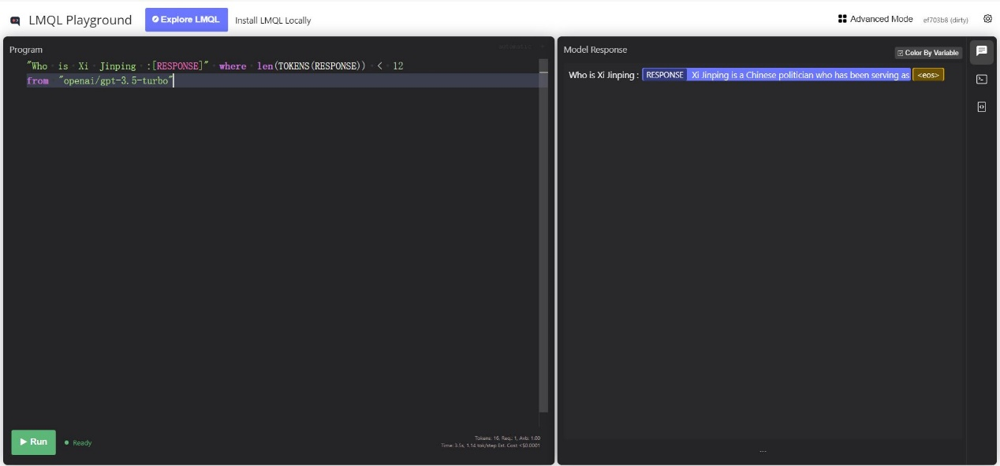 LMQL Playground
Explore LMQL
Install LMQL Locally
Advanced Mode
ef703b8 (dirty)
Program
"Who is Xi Jinping :[RESPONSE]" where len(TOKENS(RESPONSE)) < 12
from "openai/gpt-3.5-turbo"
Run
Ready
Tokens: 16, Req.: 1, Avb: 1.00
Time: 3.5s, 1.14 tok/step Est. Cost <$0.0001
Model Response
Color By Variable
Who is Xi Jinping : RESPONSE Xi Jinping is a Chinese politician who has been serving as <eos>
...